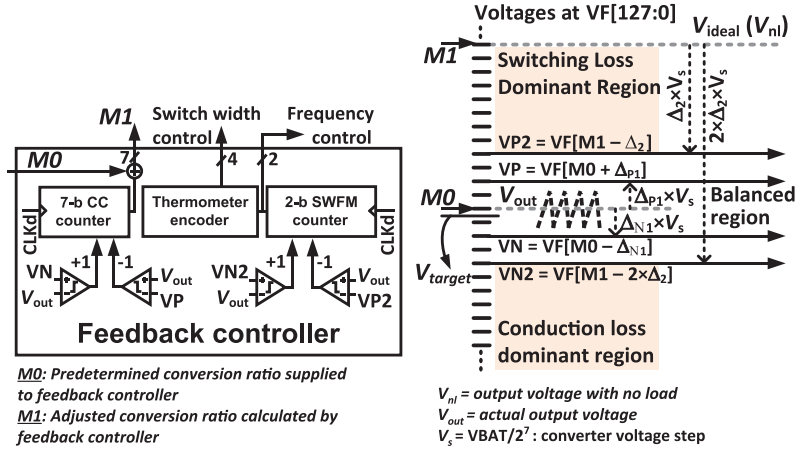 M1
Switch width
control
Frequency
control
M0
7
4
2
7-b CC
counter
Thermometer
encoder
2-b SWFM
counter
CLKd
CLKd
VN
+1
-1
Vout
Vout
VP
VN2
+1
-1
Vout
Vout
VP2
Feedback controller
M0: Predetermined conversion ratio supplied
to feedback controller
M1: Adjusted conversion ratio calculated by
feedback controller
Voltages at VF[127:0]
Videal (Vnl)
M1
Switching Loss
Dominant Region
Δ2×Vs
2×Δ2×Vs
VP2 = VF[M1 – Δ2]
VP = VF[M0 + ΔP1]
M0
Vout
ΔP1×Vs
Balanced
region
ΔN1×Vs
VN = VF[M0 – ΔN1]
Vtarget
VN2 = VF[M1 – 2×Δ2]
Conduction loss
dominant region
Vnl = output voltage with no load
Vout = actual output voltage
Vs = VBAT/2⁷ : converter voltage step